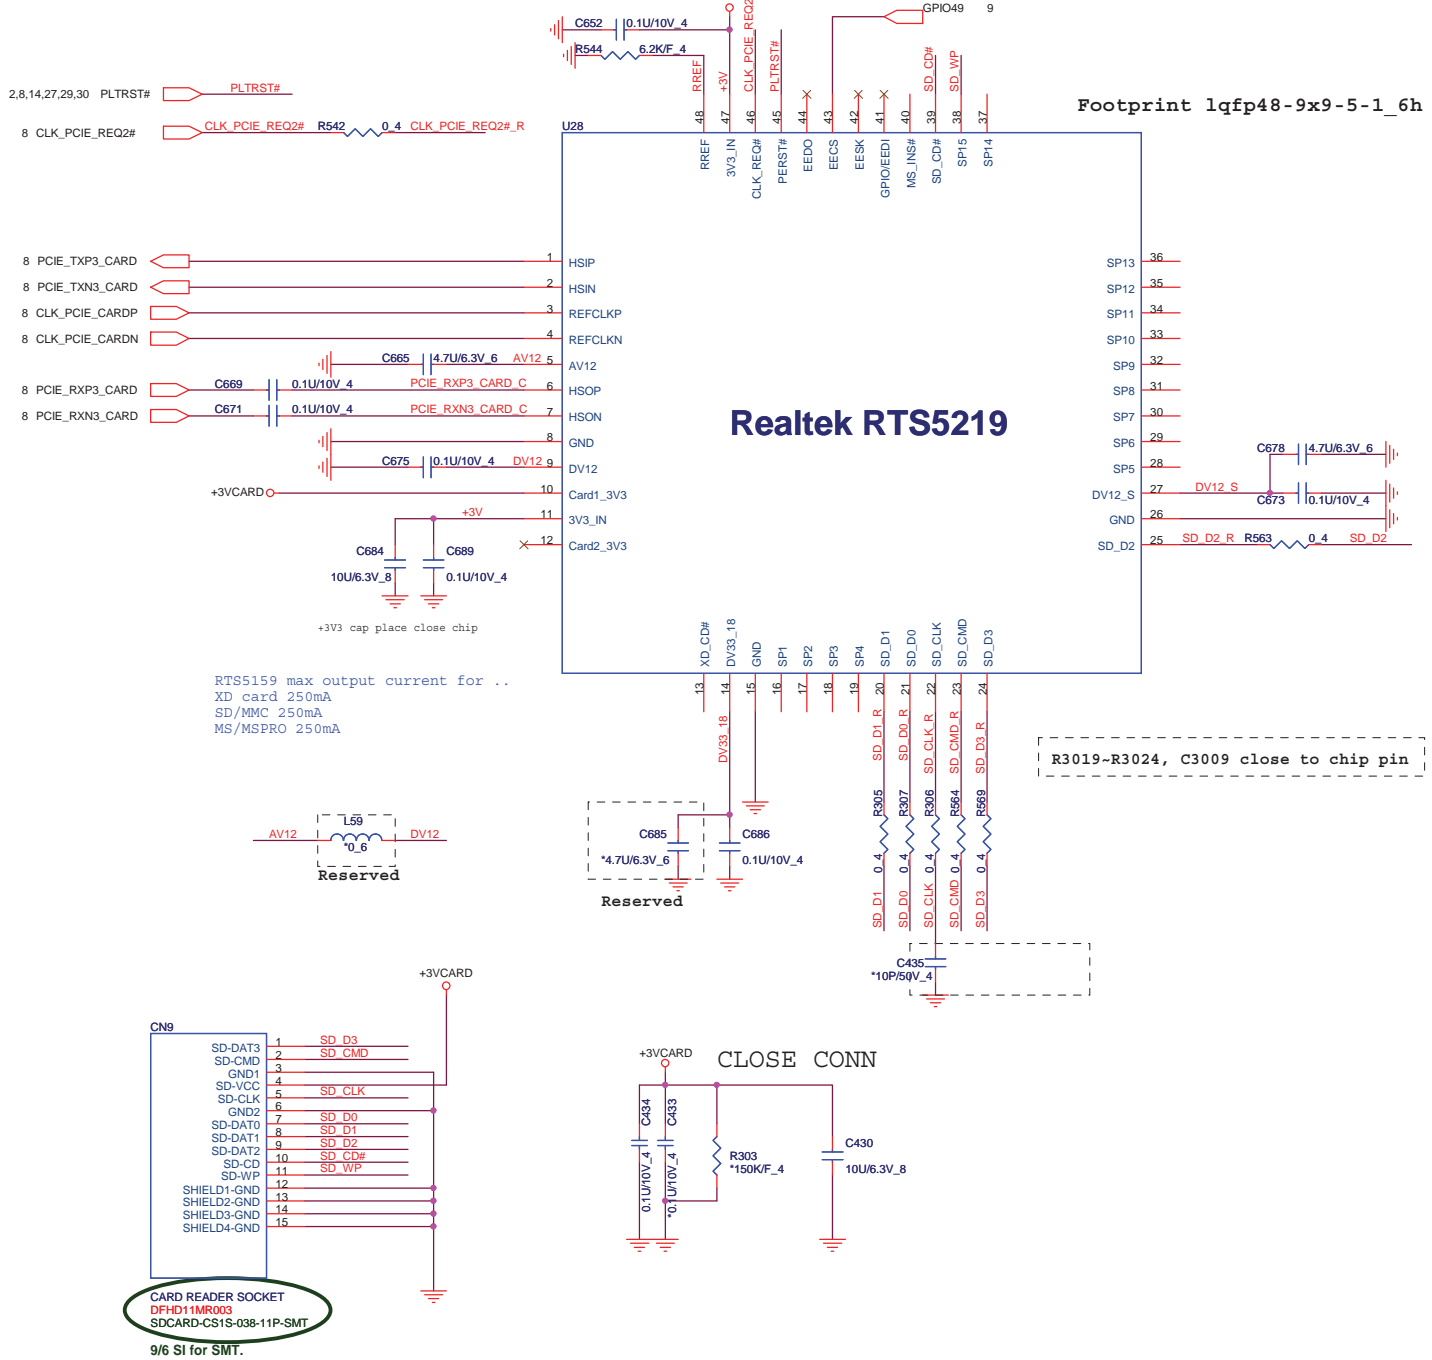 C652
0.1U/10V_4
R544
6.2K/F_4
RREF
+3V
CLK_PCIE_REQ2
PLTRST#
GPIO49 9
SD_CD#
SD_WP
2,8,14,27,29,30 PLTRST#
PLTRST#
8 CLK_PCIE_REQ2#
CLK_PCIE_REQ2#
R542
0_4
CLK_PCIE_REQ2#_R
Footprint lqfp48-9x9-5-1_6h
U28
48
47
46
45
44
43
42
41
40
39
38
37
RREF
3V3_IN
CLK_REQ#
PERST#
EEDO
EECS
EESK
GPIO/EEDI
MS_INS#
SD_CD#
SP15
SP14
8 PCIE_TXP3_CARD
1
HSIP
8 PCIE_TXN3_CARD
2
HSIN
8 CLK_PCIE_CARDP
3
REFCLKP
8 CLK_PCIE_CARDN
4
REFCLKN
C665
4.7U/6.3V_6
AV12
5
AV12
8 PCIE_RXP3_CARD
C669
0.1U/10V_4
PCIE_RXP3_CARD_C
6
HSOP
8 PCIE_RXN3_CARD
C671
0.1U/10V_4
PCIE_RXN3_CARD_C
7
HSON
8
GND
C675
0.1U/10V_4
DV12
9
DV12
+3VCARD
10
Card1_3V3
+3V
11
3V3_IN
12
Card2_3V3
C684
10U/6.3V_8
C689
0.1U/10V_4
+3V3 cap place close chip
Realtek RTS5219
SP13
36
SP12
35
SP11
34
SP10
33
SP9
32
SP8
31
SP7
30
SP6
29
SP5
28
DV12_S
27
DV12_S
GND
26
SD_D2
25
SD_D2_R
R563
0_4
SD_D2
C678
4.7U/6.3V_6
C673
0.1U/10V_4
XD_CD#
DV33_18
GND
SP1
SP2
SP3
SP4
SD_D1
SD_D0
SD_CLK
SD_CMD
SD_D3
13
14
15
16
17
18
19
20
21
22
23
24
RTS5159 max output current for ..
XD card 250mA
SD/MMC 250mA
MS/MSPRO 250mA
DV33_18
SD_D1_R
SD_D0_R
SD_CLK_R
SD_CMD_R
SD_D3_R
R3019~R3024, C3009 close to chip pin
R305
R307
R306
R564
R569
0_4
0_4
0_4
0_4
0_4
SD_D1
SD_D0
SD_CLK
SD_CMD
SD_D3
AV12
L59
*0_6
DV12
Reserved
C685
*4.7U/6.3V_6
C686
0.1U/10V_4
Reserved
C435
*10P/50V_4
+3VCARD
CN9
SD-DAT3
1
SD_D3
SD-CMD
2
SD_CMD
GND1
3
SD-VCC
4
SD-CLK
5
SD_CLK
GND2
6
SD-DAT0
7
SD_D0
SD-DAT1
8
SD_D1
SD-DAT2
9
SD_D2
SD-CD
10
SD_CD#
SD-WP
11
SD_WP
SHIELD1-GND
12
SHIELD2-GND
13
SHIELD3-GND
14
SHIELD4-GND
15
CARD READER SOCKET
DFHD11MR003
SDCARD-CS1S-038-11P-SMT
9/6 SI for SMT.
+3VCARD
CLOSE CONN
C434
0.1U/10V_4
C433
*0.1U/10V_4
R303
*150K/F_4
C430
10U/6.3V_8